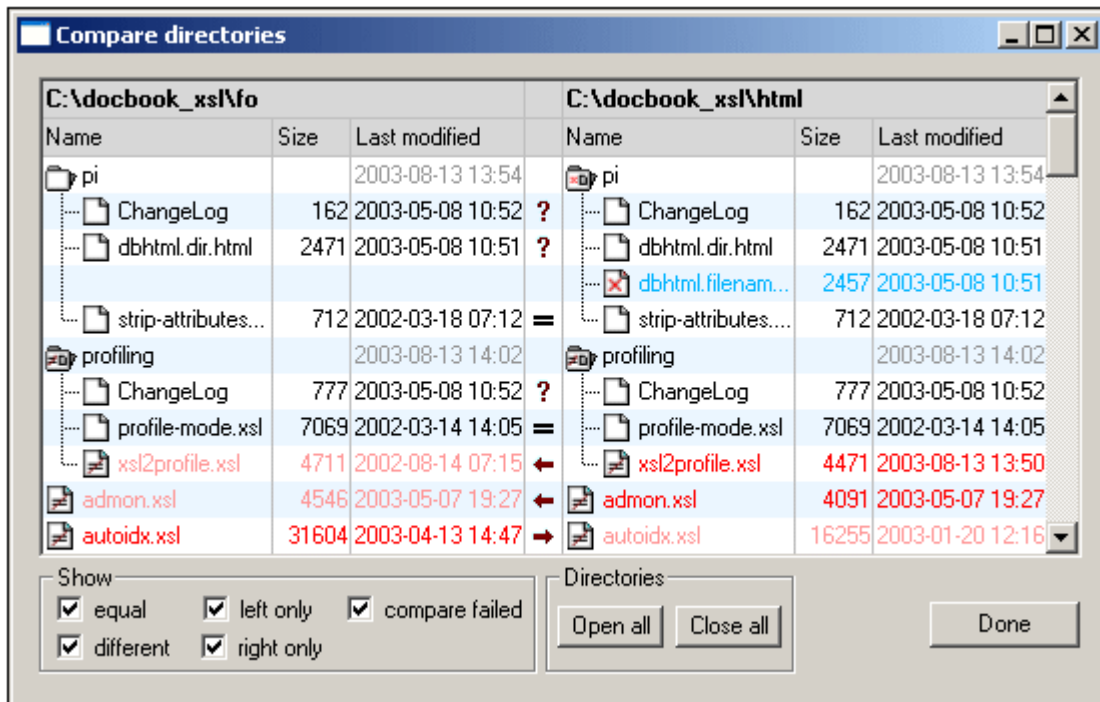 Compare directories
C:\docbook_xsl\fo C:\docbook_xsl\html
Name Size Last modified Name Size Last modified
pi 2003-08-13 13:54 pi 2003-08-13 13:54
ChangeLog 162 2003-05-08 10:52 ? ChangeLog 162 2003-05-08 10:52
dbhtml.dir.html 2471 2003-05-08 10:51 ? dbhtml.dir.html 2471 2003-05-08 10:51
dbhtml.filenam... 2457 2003-05-08 10:51
strip-attributes... 712 2002-03-18 07:12 = strip-attributes.... 712 2002-03-18 07:12
profiling 2003-08-13 14:02 profiling 2003-08-13 14:02
ChangeLog 777 2003-05-08 10:52 ? ChangeLog 777 2003-05-08 10:52
profile-mode.xsl 7069 2002-03-14 14:05 = profile-mode.xsl 7069 2002-03-14 14:05
xsl2profile.xsl 4711 2002-08-14 07:15 ← xsl2profile.xsl 4471 2003-08-13 13:50
admon.xsl 4546 2003-05-07 19:27 ← admon.xsl 4091 2003-05-07 19:27
autoidx.xsl 31604 2003-04-13 14:47 → autoidx.xsl 16255 2003-01-20 12:16
Show Directories
equal left only compare failed
different right only
Open all Close all Done